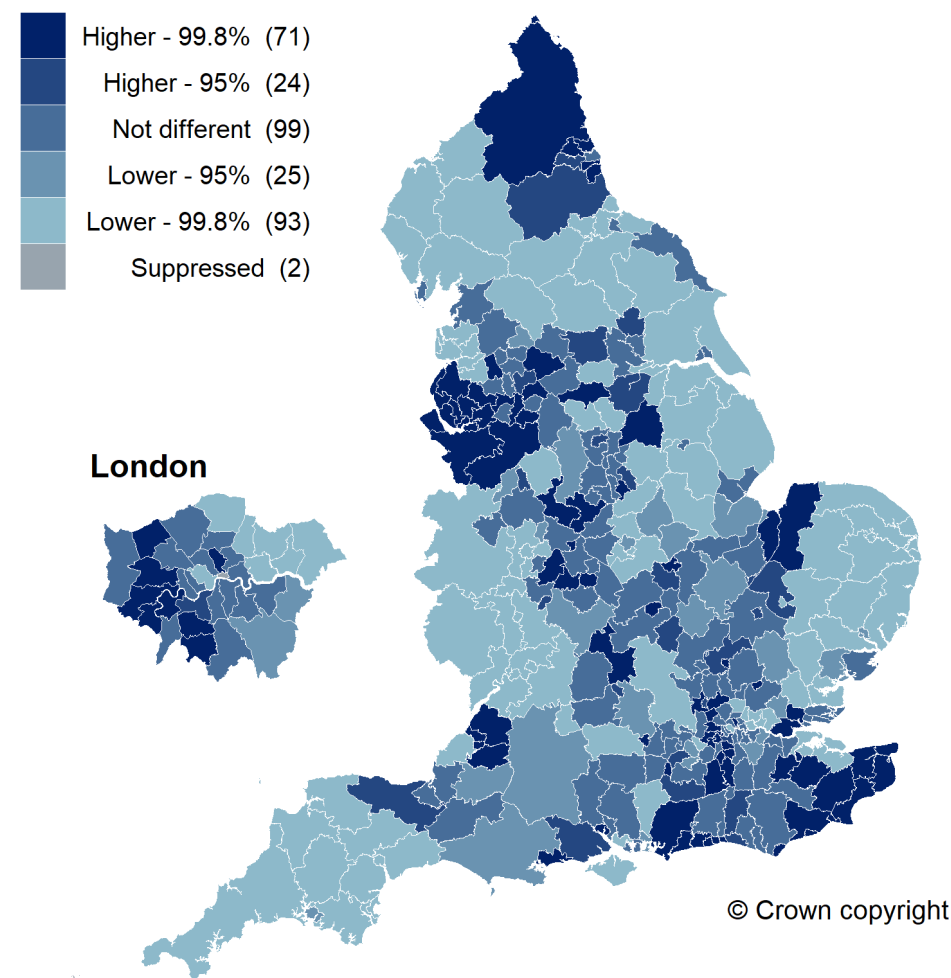 Higher - 99.8% (71)
Higher - 95% (24)
Not different (99)
Lower - 95% (25)
Lower - 99.8% (93)
Suppressed (2)
London
© Crown copyright